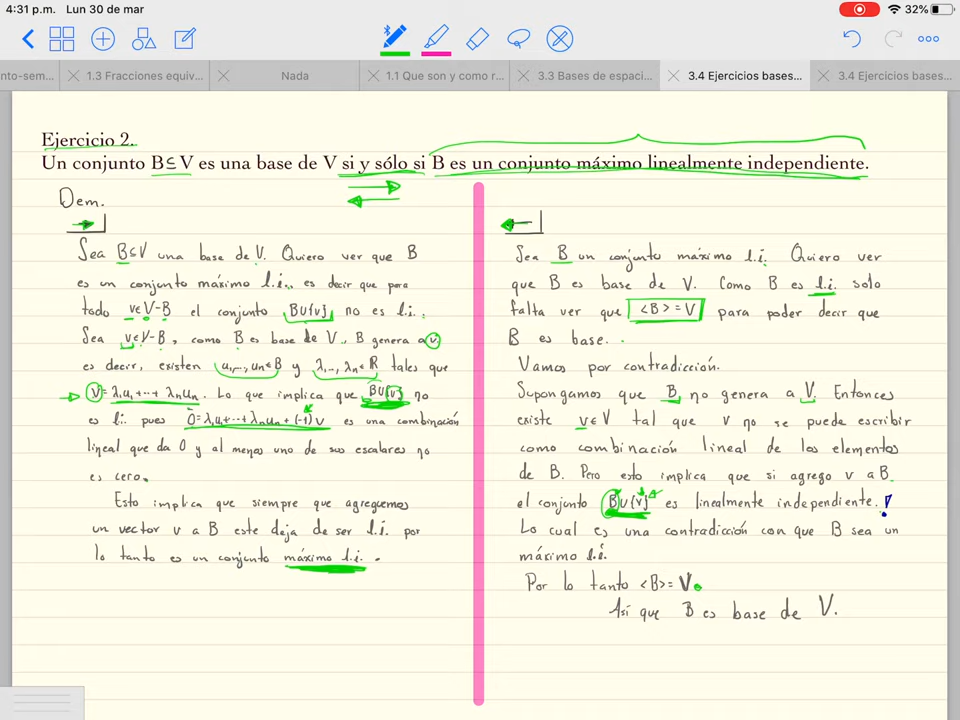 4:31 p.m. Lun 30 de mar
32%
nto-sem...
1.3 Fracciones equiv...
Nada
1.1 Que son y como r...
3.3 Bases de espaci...
3.4 Ejercicios bases...
3.4 Ejercicios bases...
Ejercicio 2.
Un conjunto B⊆V es una base de V si y sólo si B es un conjunto máximo linealmente independiente.
Dem.
→|
Sea B⊆V una base de V. Quiero ver que B
es un conjunto máximo l.i., es decir que para
todo v∈V-B el conjunto B∪{v} no es l.i.
Sea v∈V-B, como B es base de V, B genera a v,
es decir, existen u₁,...,uₙ∈B y λ₁,...,λₙ∈R tales que
v=λ₁u₁+...+λₙuₙ. Lo que implica que B∪{v} no
es l.i. pues 0=λ₁u₁+...+λₙuₙ+(-1)v es una combinación
lineal que da 0 y al menos uno de sus escalares no
es cero.
Esto implica que siempre que agreguemos
un vector v a B este deja de ser l.i. por
lo tanto es un conjunto máximo l.i.
←|
Sea B un conjunto máximo l.i. Quiero ver
que B es base de V. Como B es l.i. solo
falta ver que <B>=V para poder decir que
B es base.
Vamos por contradicción.
Supongamos que B no genera a V. Entonces
existe v∈V tal que v no se puede escribir
como combinación lineal de los elementos
de B. Pero esto implica que si agrego v a B
el conjunto B∪{v} es linealmente independiente.!
Lo cual es una contradicción con que B sea un
máximo l.i.
Por lo tanto <B>=V.
Así que B es base de V.